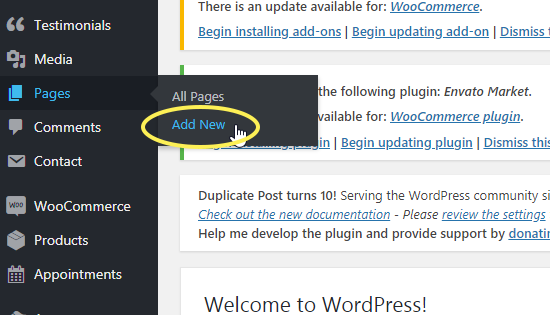 Testimonials
Media
Pages
Comments
Contact
WooCommerce
Products
Appointments
All Pages
Add New
There is an update available for: WooCommerce.
Begin installing add-ons | Begin updating add-on | Dismiss t
the following plugin: Envato Market.
vailable for: WooCommerce plugin.
plugin | Begin updating plugin | Dismiss this
Duplicate Post turns 10! Serving the WordPress community si
Check out the new documentation - Please review the settings
Help me develop the plugin and provide support by donatin
Welcome to WordPress!